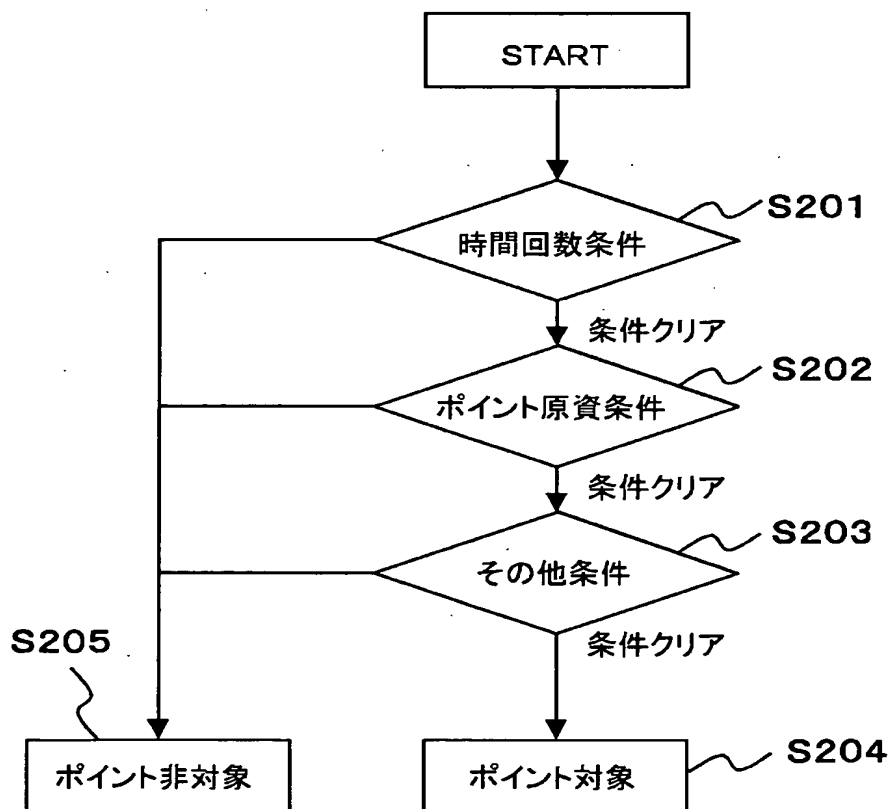 START
S201
時間回数条件
条件クリア
S202
ポイント原資条件
条件クリア
S203
その他条件
条件クリア
S205
ポイント非対象
ポイント対象
S204